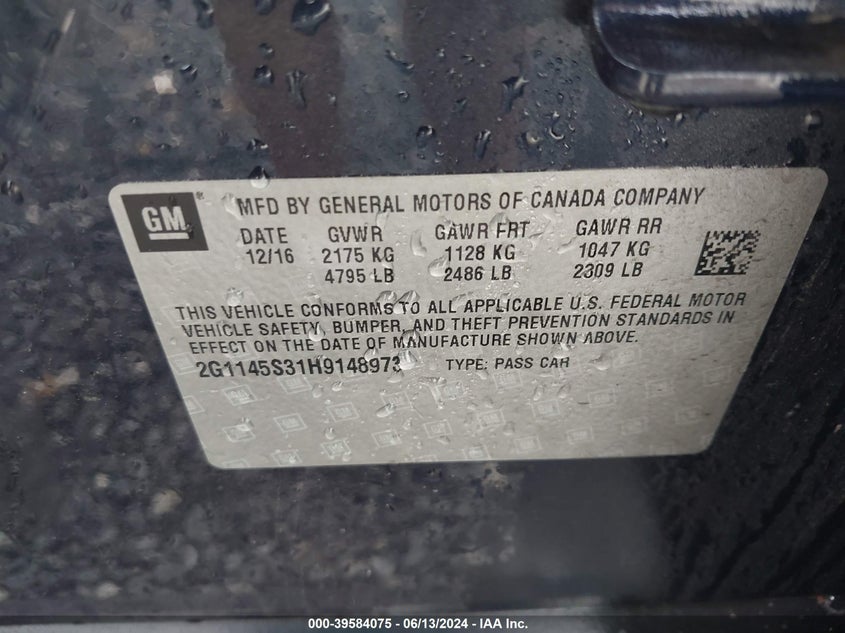 GM ® MFD BY GENERAL MOTORS OF CANADA COMPANY
DATE GVWR GAWR FRT GAWR RR
12/16 2175 KG 1128 KG 1047 KG
4795 LB 2486 LB 2309 LB
THIS VEHICLE CONFORMS TO ALL APPLICABLE U.S. FEDERAL MOTOR
VEHICLE SAFETY, BUMPER, AND THEFT PREVENTION STANDARDS IN
EFFECT ON THE DATE OF MANUFACTURE SHOWN ABOVE.
2G1145S31H9148973 TYPE: PASS CAR
000-39584075 - 06/13/2024 - IAA Inc.